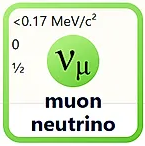 <0.17 MeV/c²
0
½
νμ
muon
neutrino